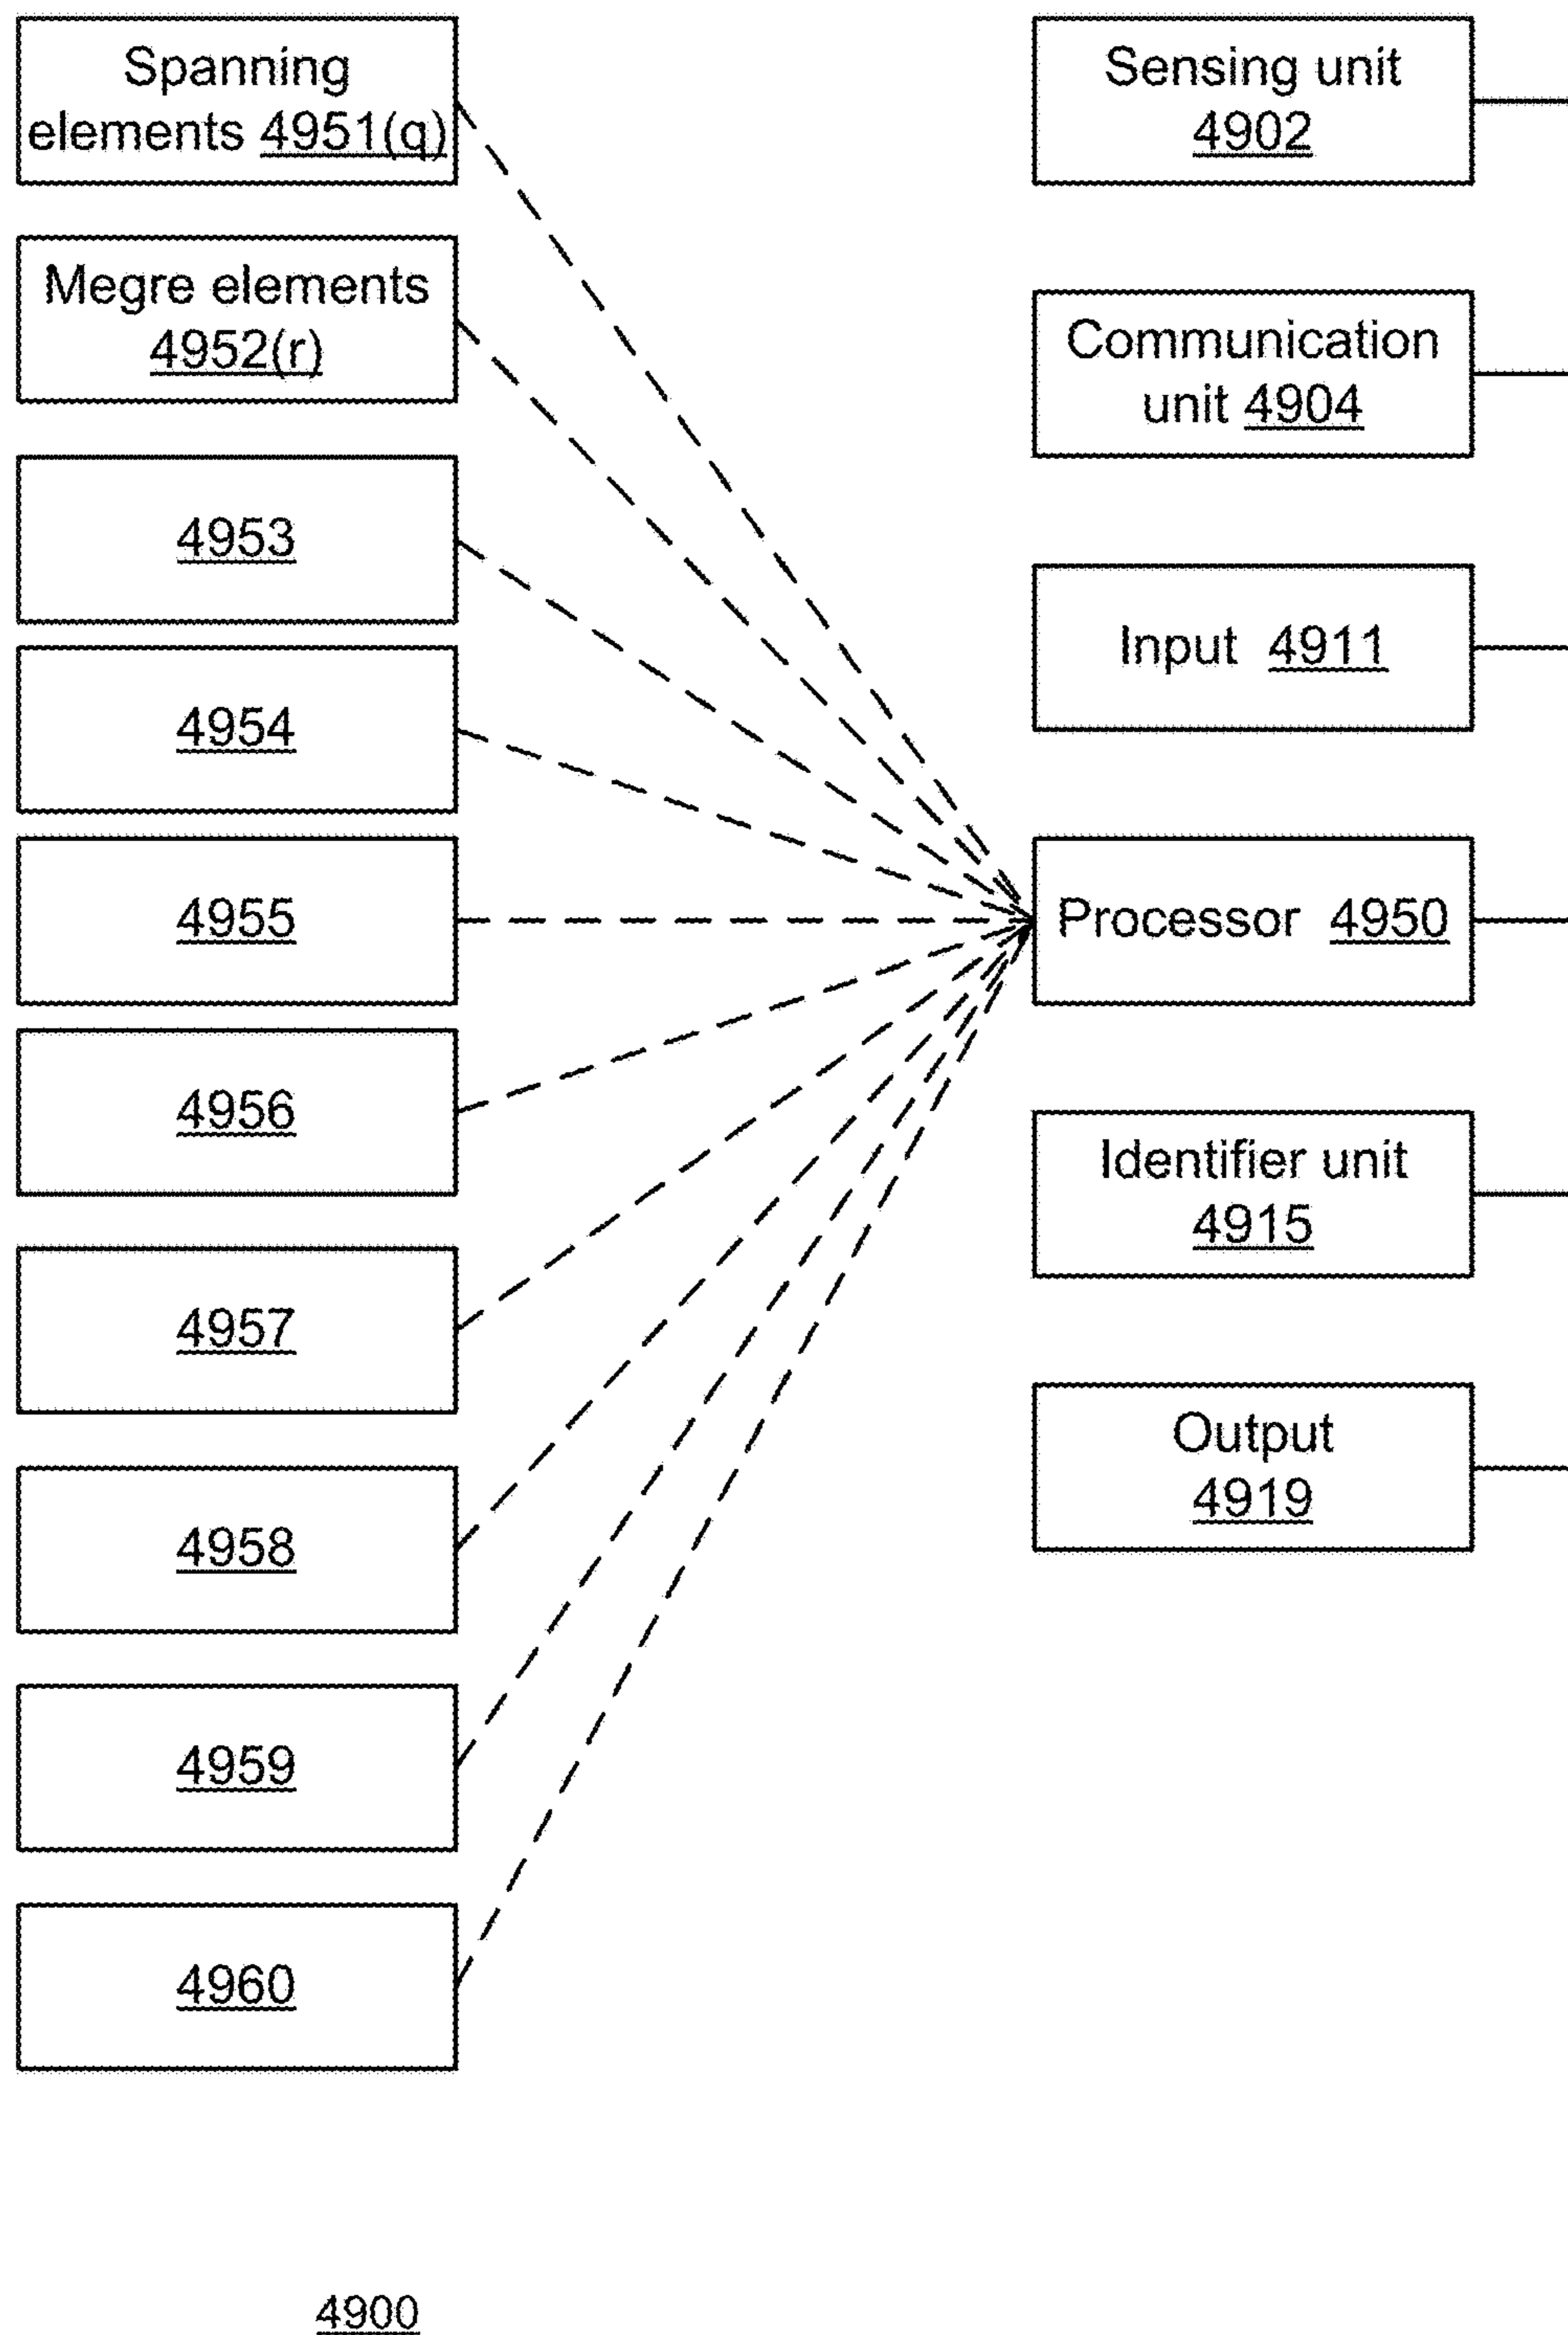 Spanning
elements 4951(q)
Megre elements
4952(r)
4953
4954
4955
4956
4957
4958
4959
4960
Sensing unit
4902
Communication
unit 4904
Input 4911
Processor 4950
Identifier unit
4915
Output
4919
4900